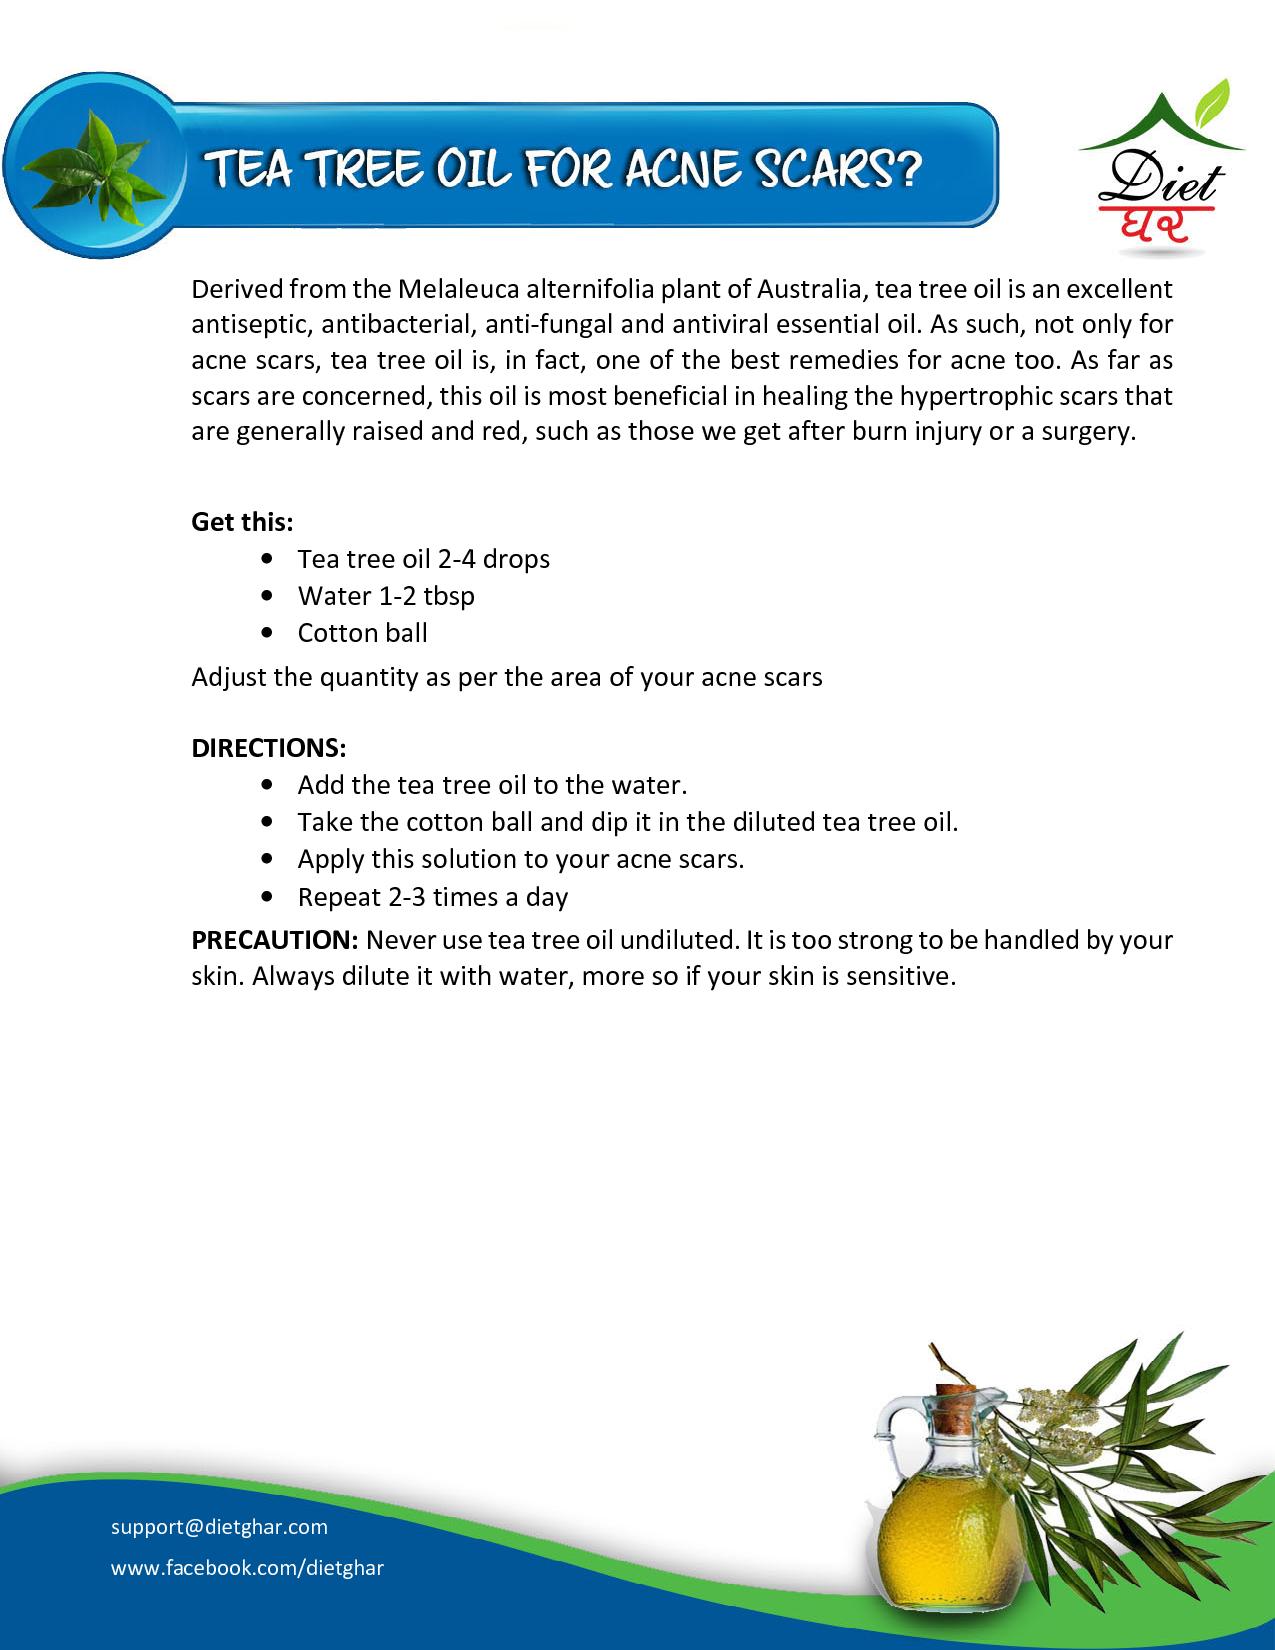 TEA TREE OIL FOR ACNE SCARS?
Diet
ઘર
Derived from the Melaleuca alternifolia plant of Australia, tea tree oil is an excellent
antiseptic, antibacterial, anti-fungal and antiviral essential oil. As such, not only for
acne scars, tea tree oil is, in fact, one of the best remedies for acne too. As far as
scars are concerned, this oil is most beneficial in healing the hypertrophic scars that
are generally raised and red, such as those we get after burn injury or a surgery.
Get this:
• Tea tree oil 2-4 drops
• Water 1-2 tbsp
• Cotton ball
Adjust the quantity as per the area of your acne scars
DIRECTIONS:
• Add the tea tree oil to the water.
• Take the cotton ball and dip it in the diluted tea tree oil.
• Apply this solution to your acne scars.
• Repeat 2-3 times a day
PRECAUTION: Never use tea tree oil undiluted. It is too strong to be handled by your
skin. Always dilute it with water, more so if your skin is sensitive.
support@dietghar.com
www.facebook.com/dietghar